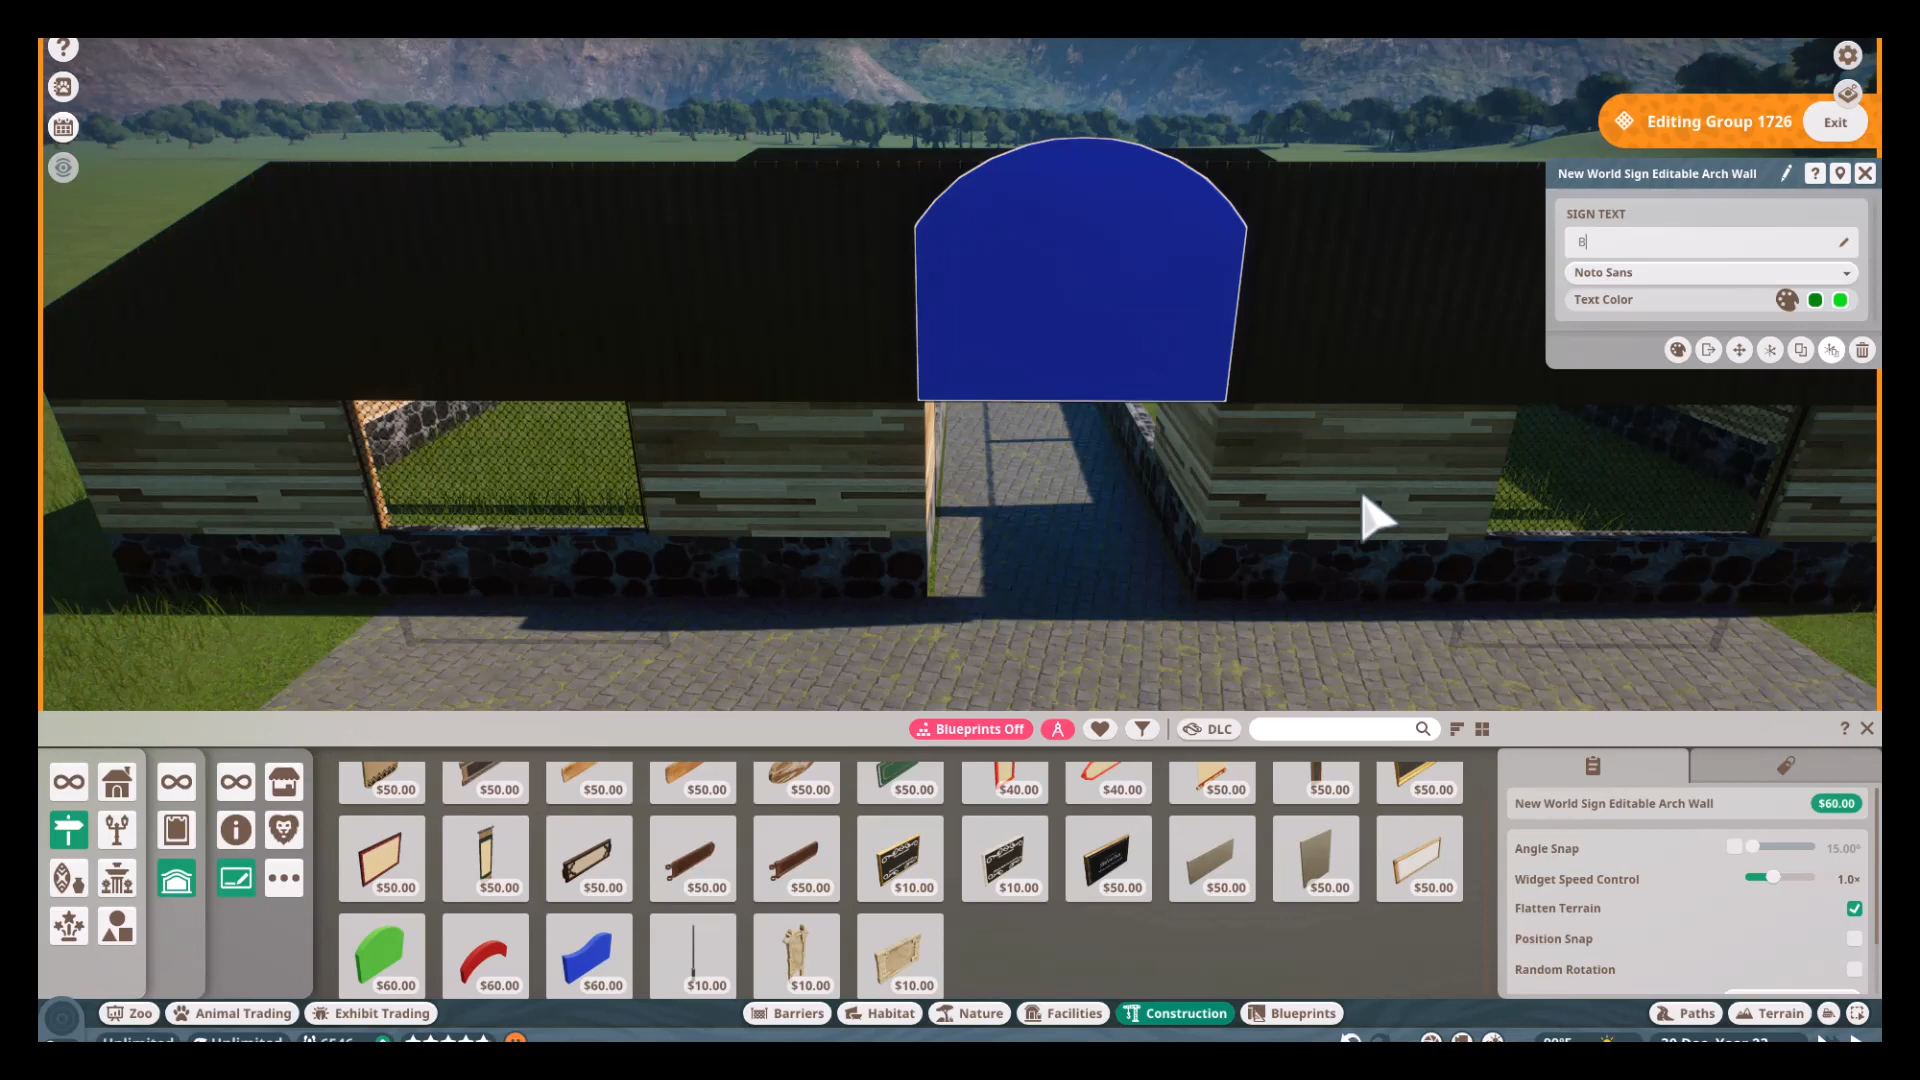 Editing Group 1726
Exit
New World Sign Editable Arch Wall
?
SIGN TEXT
B
Noto Sans
Text Color
Blueprints Off
DLC
?
$50.00 $50.00 $50.00 $50.00 $50.00 $50.00 $40.00 $40.00 $50.00 $50.00 $50.00
$50.00 $50.00 $50.00 $50.00 $50.00 $10.00 $10.00 $50.00 $50.00 $50.00 $50.00
$60.00 $60.00 $60.00 $10.00 $10.00 $10.00
New World Sign Editable Arch Wall $60.00
Angle Snap 15.00°
Widget Speed Control 1.0×
Flatten Terrain
Position Snap
Random Rotation
Zoo Animal Trading Exhibit Trading Barriers Habitat Nature Facilities Construction Blueprints Paths Terrain
Unlimited Unlimited